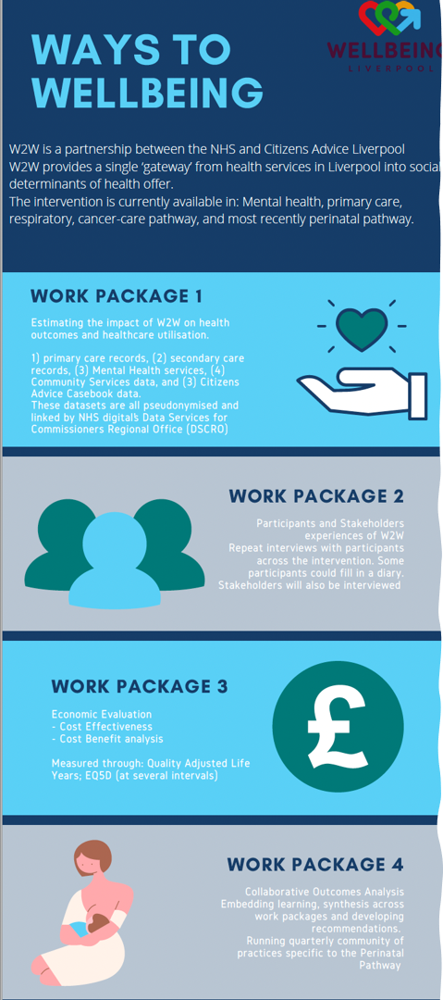 WELLBEING
LIVERPOOL
WAYS TO
WELLBEING
W2W is a partnership between the NHS and Citizens Advice Liverpool
W2W provides a single ‘gateway’ from health services in Liverpool into social
determinants of health offer.
The intervention is currently available in: Mental health, primary care,
respiratory, cancer-care pathway, and most recently perinatal pathway.
WORK PACKAGE 1
Estimating the impact of W2W on health
outcomes and healthcare utilisation.
1) primary care records, (2) secondary care
records, (3) Mental Health services, (4)
Community Services data, and (3) Citizens
Advice Casebook data.
These datasets are all pseudonymised and
linked by NHS digital's Data Services for
Commissioners Regional Office (DSCRO)
WORK PACKAGE 2
Participants and Stakeholders
experiences of W2W
Repeat interviews with participants
across the intervention. Some
participants could fill in a diary.
Stakeholders will also be interviewed
WORK PACKAGE 3
Economic Evaluation
- Cost Effectiveness
- Cost Benefit analysis
Measured through: Quality Adjusted Life
Years; EQ5D (at several intervals)
£
WORK PACKAGE 4
Collaborative Outcomes Analysis
Embedding learning, synthesis across
work packages and developing
recommendations.
Running quarterly community of
practices specific to the Perinatal
Pathway